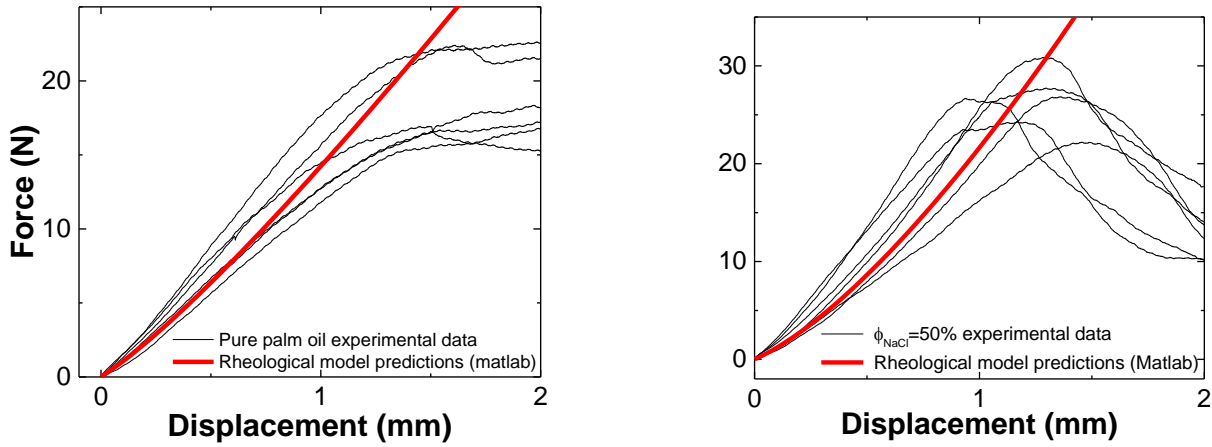 Force (N)
20
10
0
Pure palm oil experimental data
Rheological model predictions (matlab)
0 1 2
Displacement (mm)
30
20
10
0
ϕNaCl=50% experimental data
Rheological model predictions (Matlab)
0 1 2
Displacement (mm)